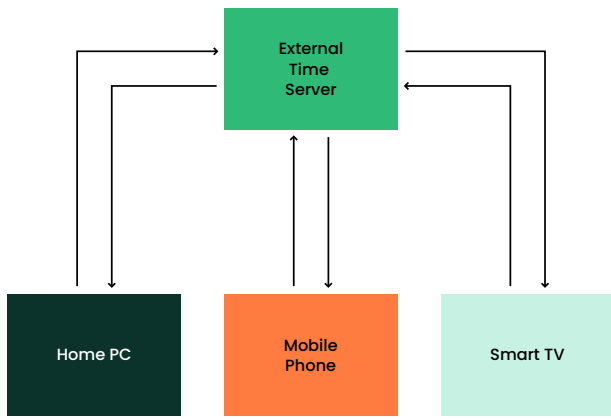 External
Time
Server
Home PC
Mobile
Phone
Smart TV